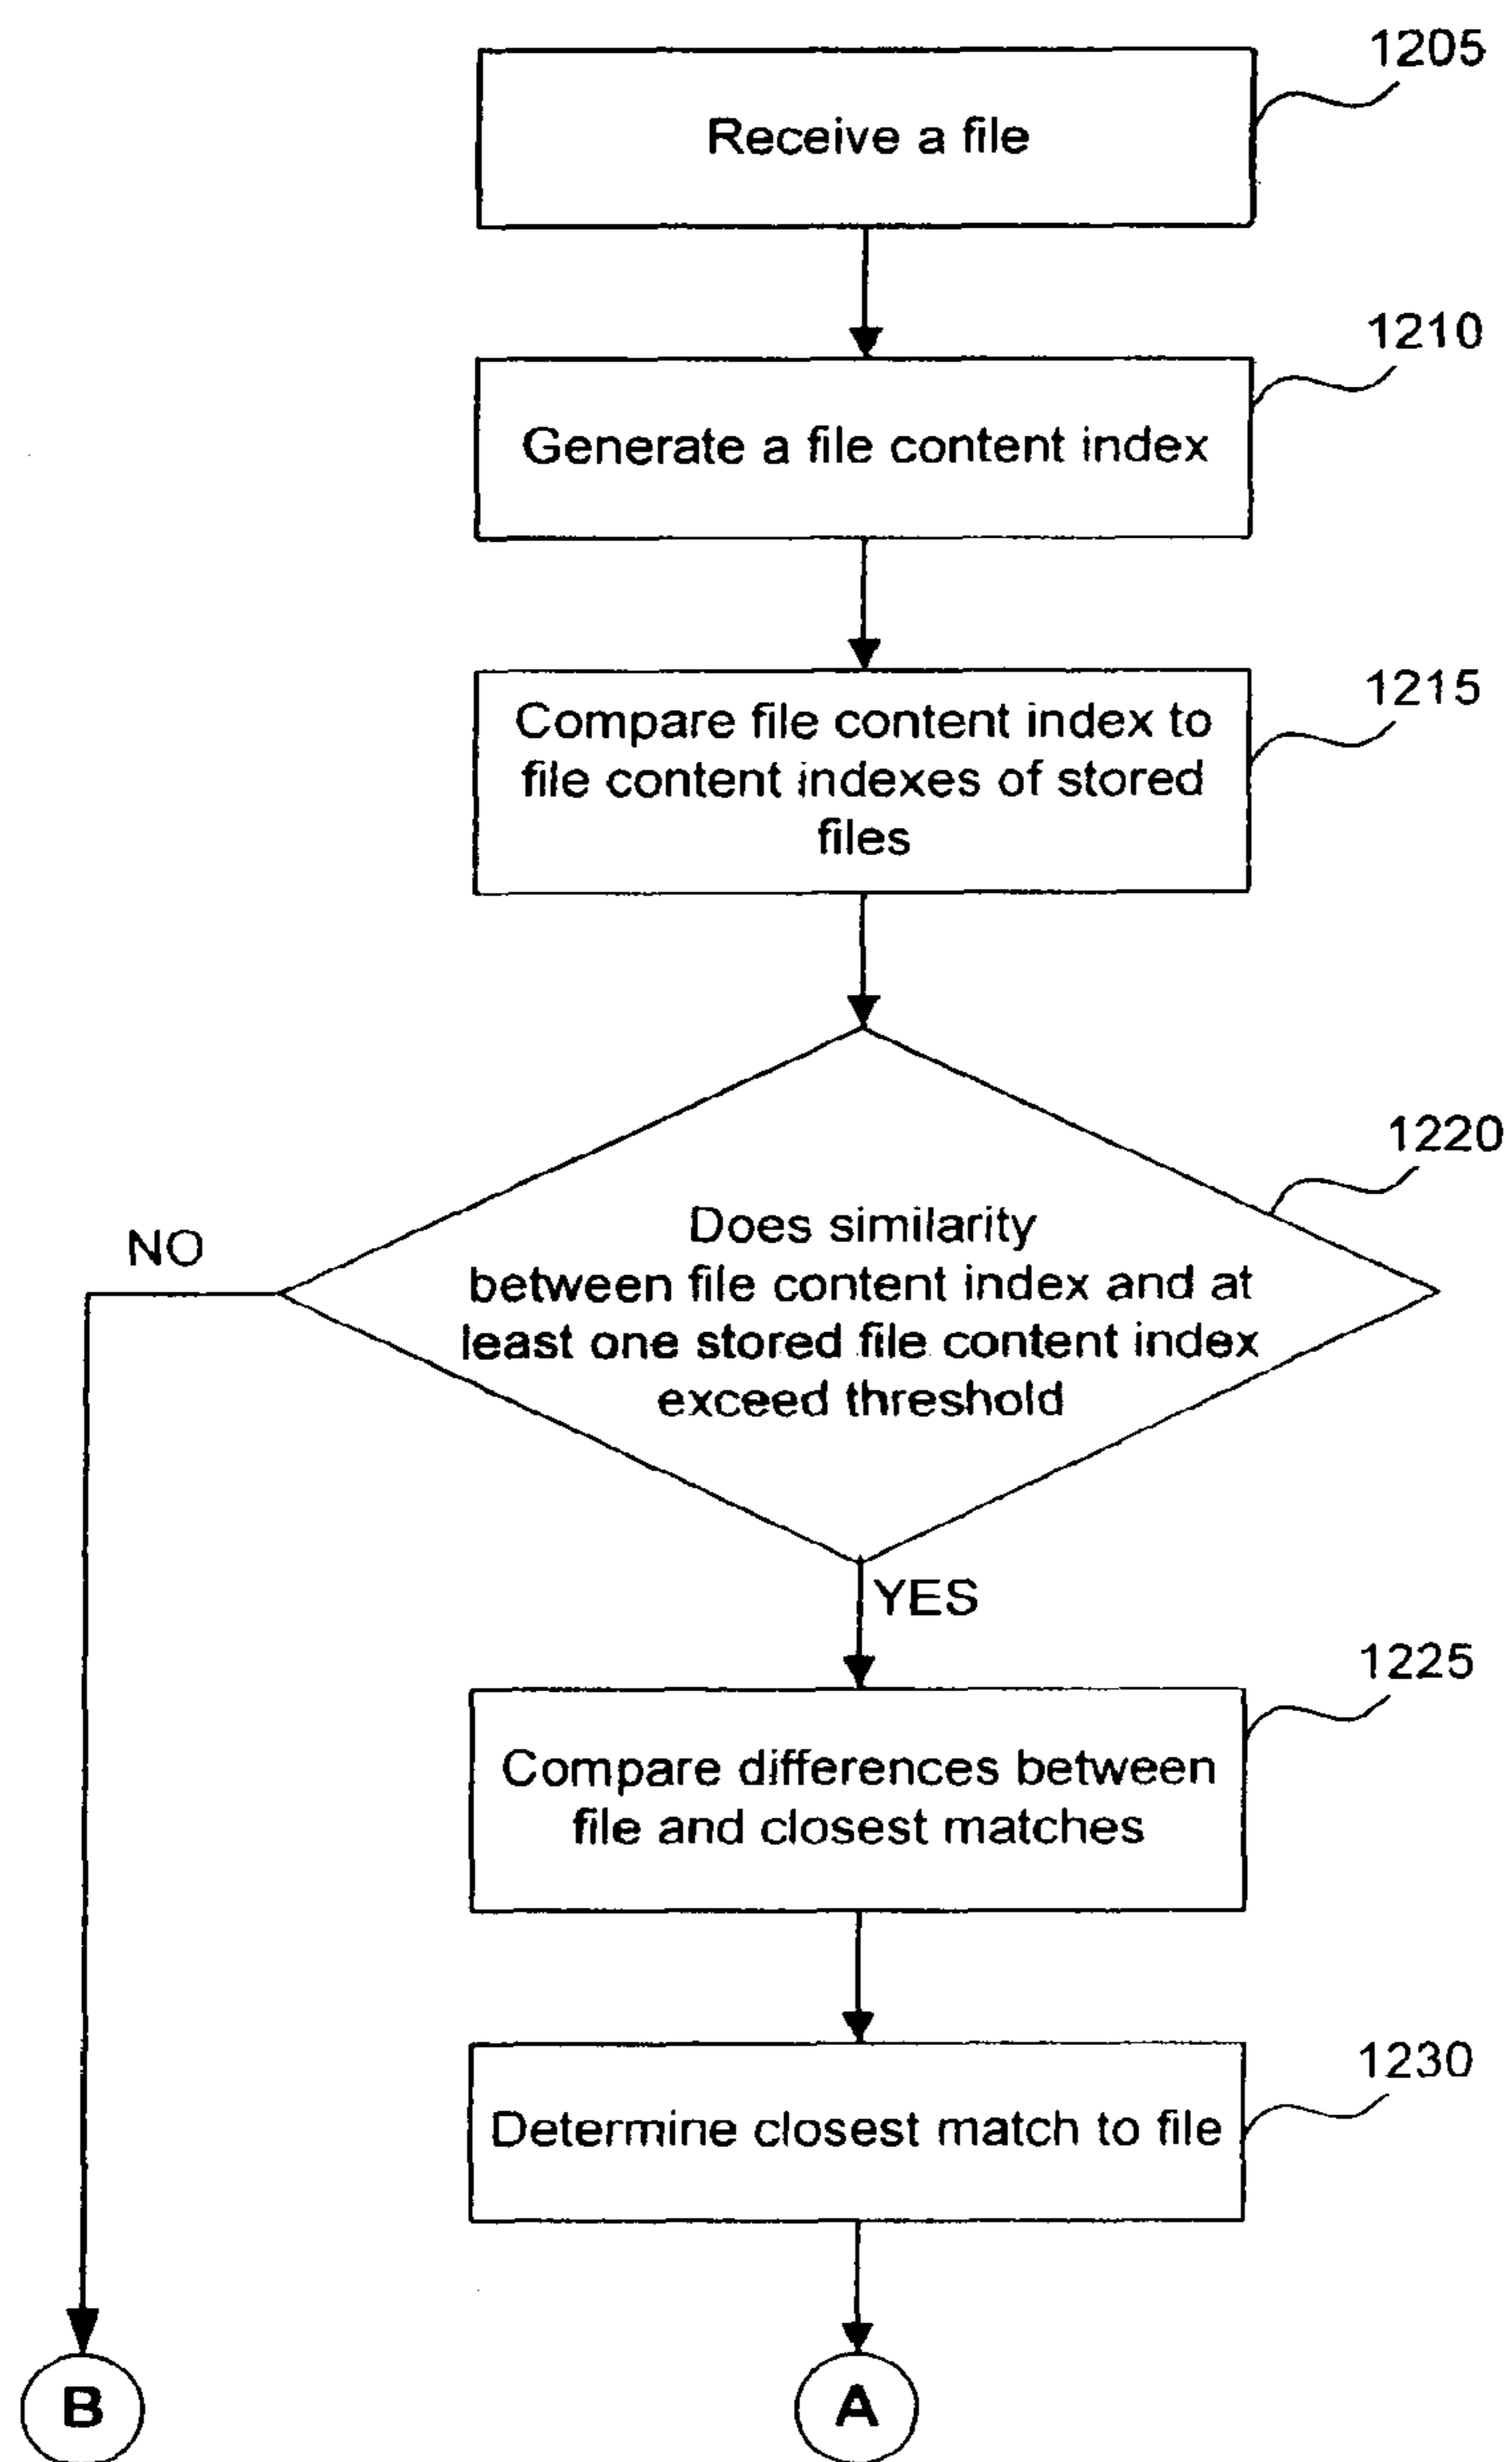 1205
Receive a file
1210
Generate a file content index
1215
Compare file content index to
file content indexes of stored
files
1220
NO
Does similarity
between file content index and at
least one stored file content index
exceed threshold
YES
1225
Compare differences between
file and closest matches
1230
Determine closest match to file
B
A